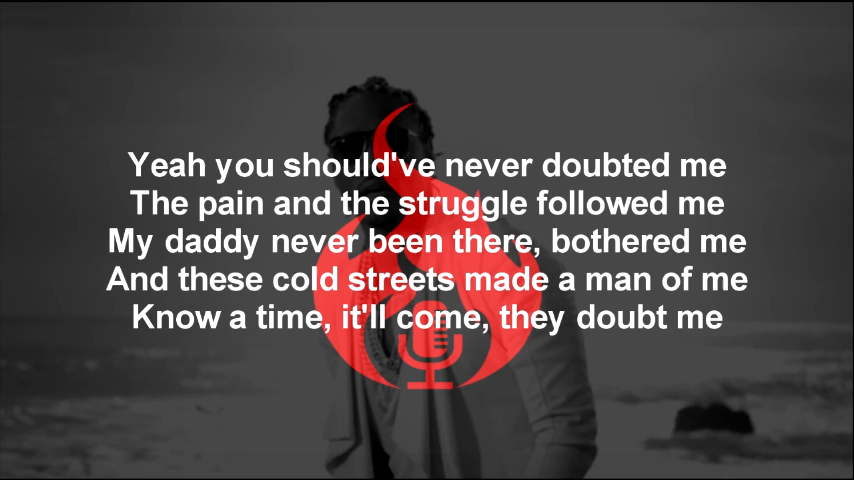 Yeah you should've never doubted me
The pain and the struggle followed me
My daddy never been there, bothered me
And these cold streets made a man of me
Know a time, it'll come, they doubt me